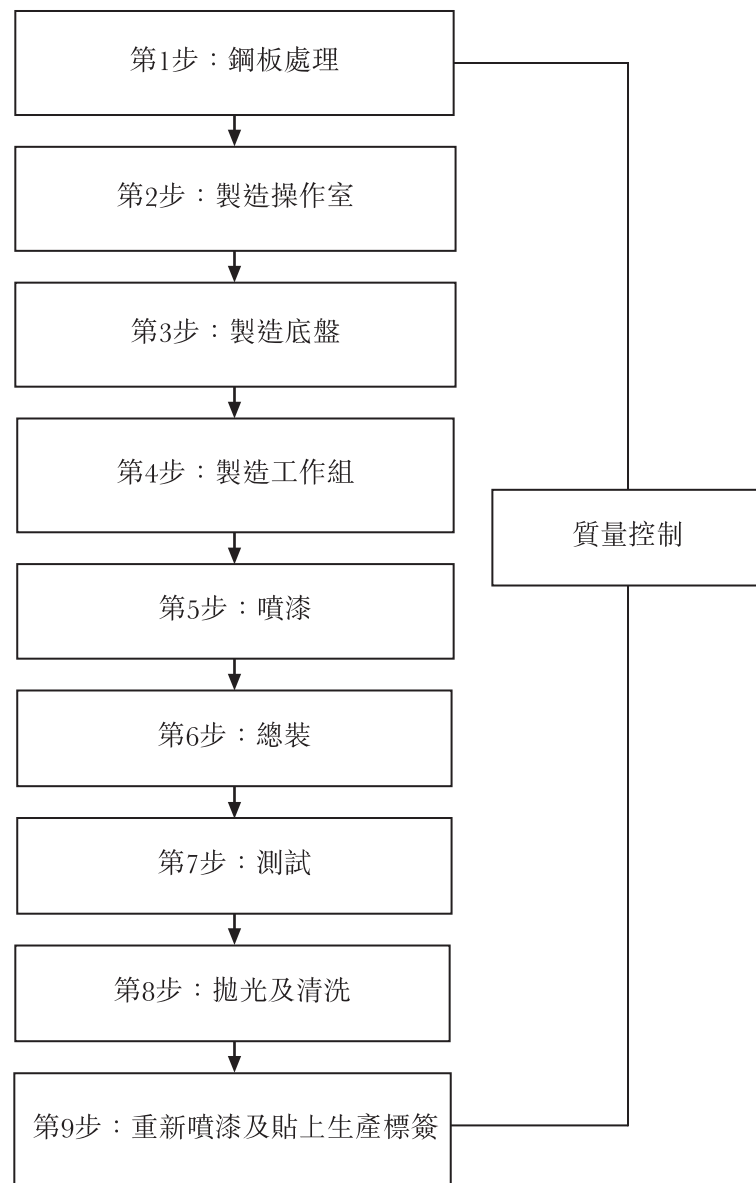 第1步：鋼板處理
第2步：製造操作室
第3步：製造底盤
第4步：製造工作組
質量控制
第5步：噴漆
第6步：總裝
第7步：測試
第8步：拋光及清洗
第9步：重新噴漆及貼上生產標簽